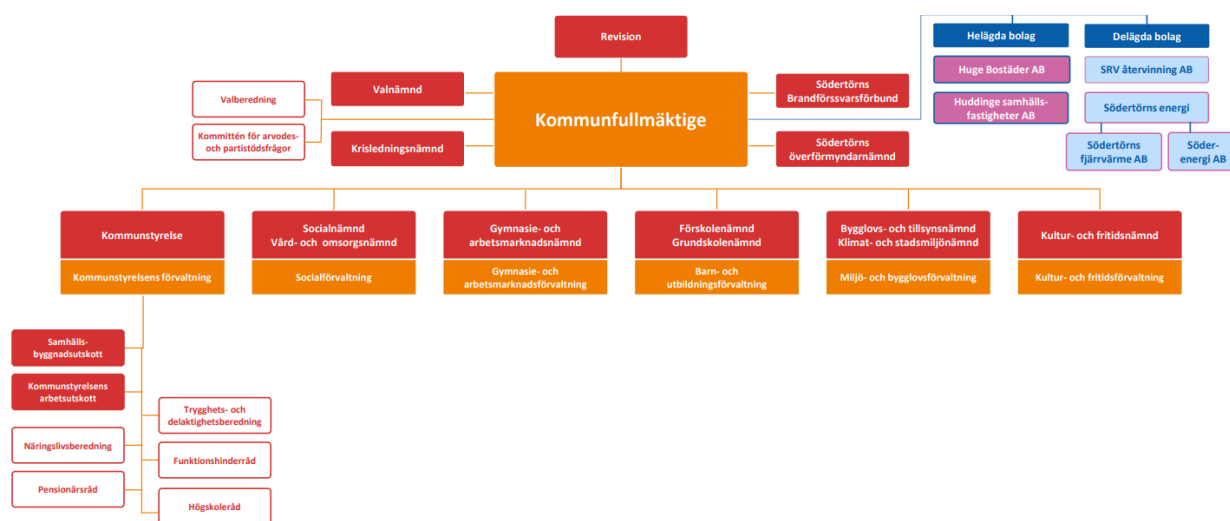 Revision
Helägda bolag
Delägda bolag
Huge Bostäder AB
SRV återvinning AB
Valnämnd
Södertörns
Brandförssvarsförbund
Valberedning
Kommunfullmäktige
Huddinge samhälls-
fastigheter AB
Södertörns energi
Kommittén för arvodes-
och partistödsfrågor
Krisledningsnämnd
Södertörns
överförmyndarnämnd
Södertörns
fjärrvärme AB
Söder-
energi AB
Kommunstyrelse
Socialnämnd
Vård- och omsorgsnämnd
Gymnasie- och
arbetsmarknadsnämnd
Förskolenämnd
Grundskolenämnd
Bygglovs- och tillsynsnämnd
Klimat- och stadsmiljönämnd
Kultur- och fritidsnämnd
Kommunstyrelsens förvaltning
Socialförvaltning
Gymnasie- och
arbetsmarknadsförvaltning
Barn- och
utbildningsförvaltning
Miljö- och bygglovsförvaltning
Kultur- och fritidsförvaltning
Samhälls-
byggnadsutskott
Kommunstyrelsens
arbetsutskott
Trygghets- och
delaktighetsberedning
Näringslivsberedning
Funktionshinderråd
Pensionärsråd
Högskoleråd